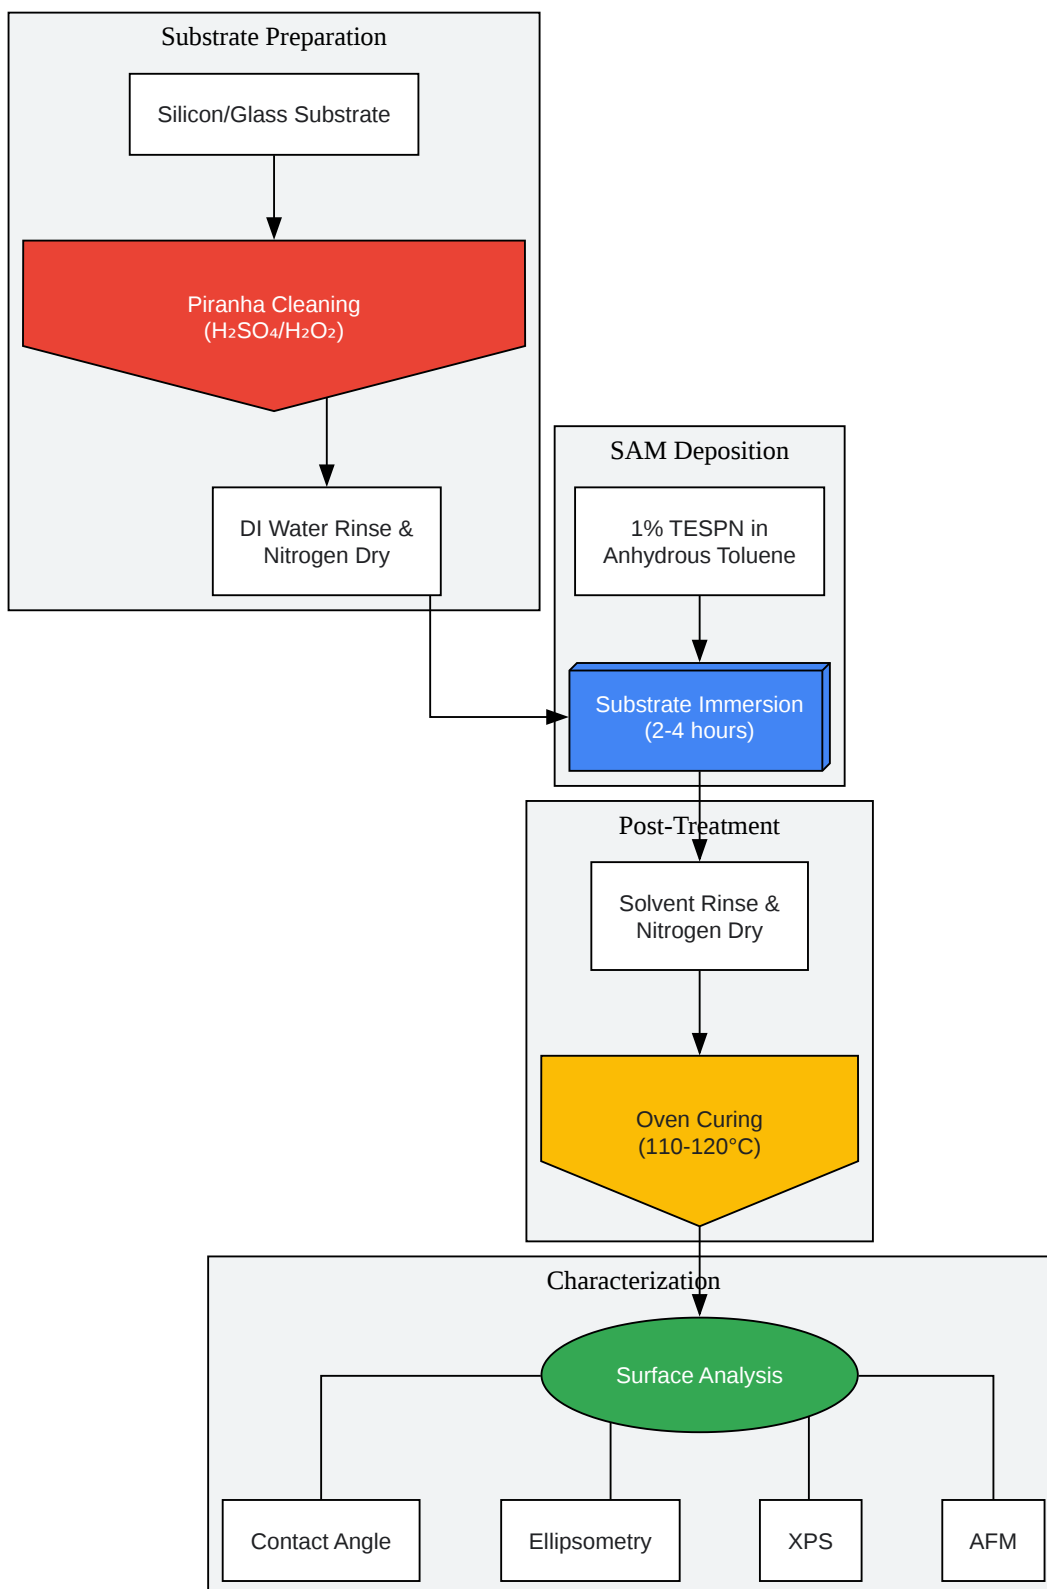 Substrate Preparation
Silicon/Glass Substrate
Piranha Cleaning
(H₂SO₄/H₂O₂)
DI Water Rinse &
Nitrogen Dry
SAM Deposition
1% TESPN in
Anhydrous Toluene
Substrate Immersion
(2-4 hours)
Post-Treatment
Solvent Rinse &
Nitrogen Dry
Oven Curing
(110-120°C)
Characterization
Surface Analysis
Contact Angle
Ellipsometry
XPS
AFM